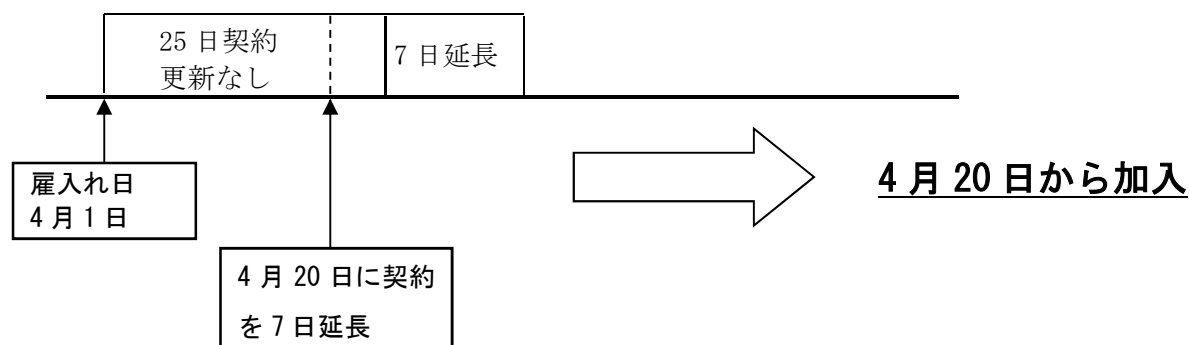 25日契約
更新なし
7日延長
雇入れ日
4月1日
4月20日に契約
を7日延長
4月20日から加入